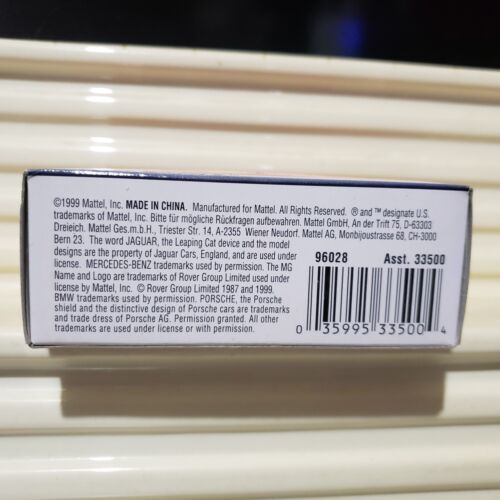 ©1999 Mattel, Inc. MADE IN CHINA. Manufactured for Mattel. All Rights Reserved. ® and ™ designate U.S.
trademarks of Mattel, Inc. Bitte für mögliche Rückfragen aufbewahren. Mattel GmbH, An der Trift 75, D-63303
Dreieich. Mattel Ges.m.b.H., Triester Str. 14, A-2355 Wiener Neudorf. Mattel AG, Monbijoustrasse 68, CH-3000
Bern 23. The word JAGUAR, the Leaping Cat device and the model
designs are the property of Jaguar Cars, England, and are used under
license. MERCEDES-BENZ trademarks used by permission. The MG
Name and Logo are trademarks of Rover Group Limited used under
license by Mattel, Inc. © Rover Group Limited 1987 and 1999.
BMW trademarks used by permission. PORSCHE, the Porsche
shield and the distinctive design of Porsche cars are trademarks
and trade dress of Porsche AG. Permission granted. All other
trademarks are used under license or with permission.
96028 Asst. 33500
0 35995 33500 4